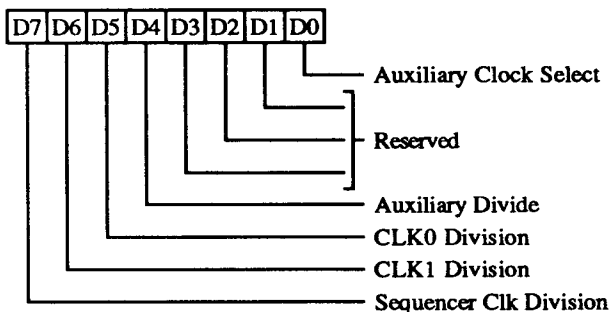 D7 D6 D5 D4 D3 D2 D1 D0
Auxiliary Clock Select
Reserved
Auxiliary Divide
CLK0 Division
CLK1 Division
Sequencer Clk Division